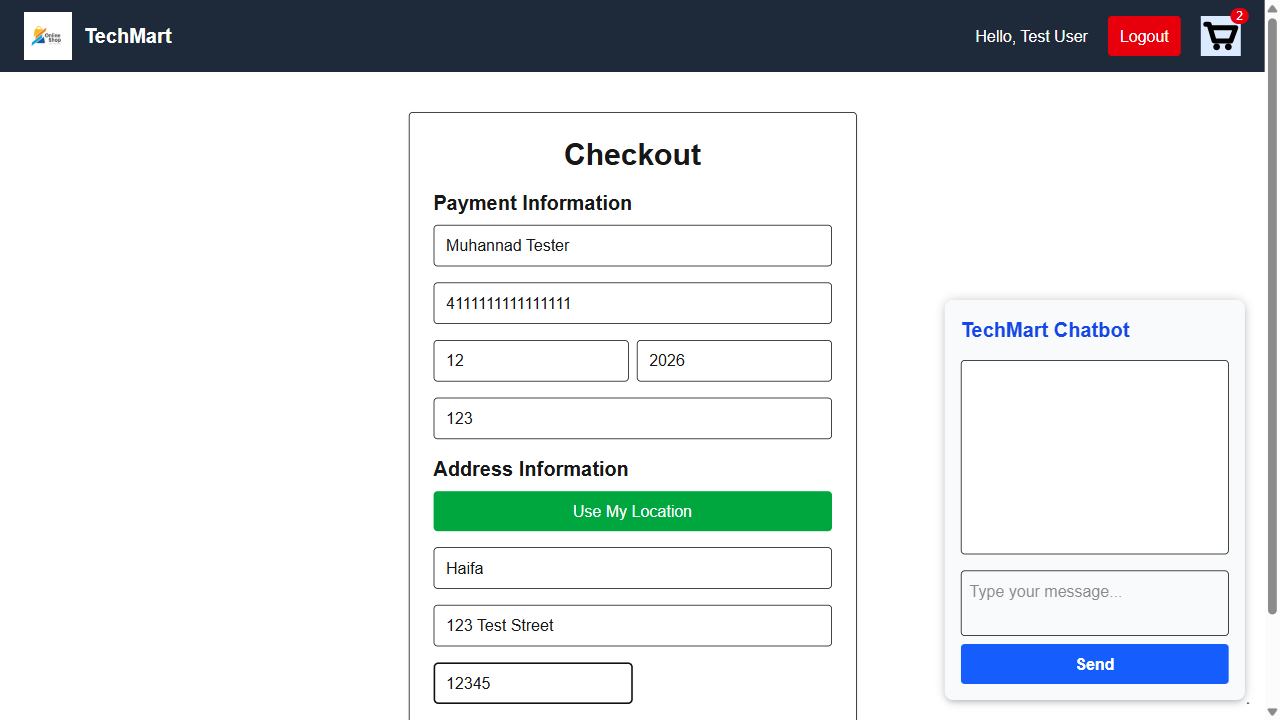 Online
Shop
TechMart
Hello, Test User
Logout
2
Checkout
Payment Information
Muhannad Tester
4111111111111111
12 2026
123
Address Information
Use My Location
Haifa
123 Test Street
12345
TechMart Chatbot
Type your message...
Send
.